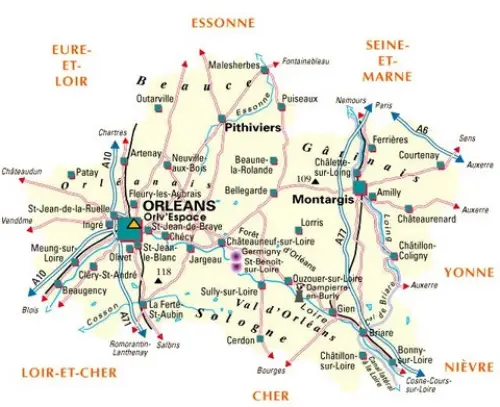 ESSONNE
EURE-
ET-
LOIR
SEINE-
ET-
MARNE
Malesherbes
Fontainebleau
Beauce
Outarville
Essonne
Puiseaux
Nemours
Paris
A6
Pithiviers
Chartres
A10
Sens
Ferrières
Gâtinais
Courtenay
Auxerre
Artenay
Neuville-
aux-Bois
Beaune-
la-Rolande
Châlette-
sur-Loing
Châteaudun
Patay
Orléanais
Fleury-les-Aubrais
Bellegarde
109
Montargis
Amilly
ORLÉANS
Orlv'Espace
St-Jean-de-la-Ruelle
Vendôme
Ingré
St-Jean-de-Braye
Chécy
Lorris
Châteaurenard
Auxerre
Forêt
d'Orléans
Loing
Meung-sur-
Loire
Olivet
St-Jean-
le-Blanc
Jargeau
Châteauneuf-sur-Loire
Germigny
St-Benoît-
sur-Loire
A77
Châtillon-
Coligny
YONNE
A10
Cléry-St-André
118
Ouzouer-sur-Loire
Dampierre
en-Burly
Beaugency
Sully-sur-Loire
Auxerre
Blois
Cosson
A71
La Ferté
St-Aubin
Val d'Orléans
Loire
Gien
Cal de Briare
Sologne
Briare
Romorantin-
Lanthenay
Salbris
Cerdon
Châtillon-
sur-Loire
Canal latéral
à la Loire
Bonny-
sur-Loire
LOIR-ET-CHER
Bourges
CHER
Cosne-Cours-
sur-Loire
NIÈVRE